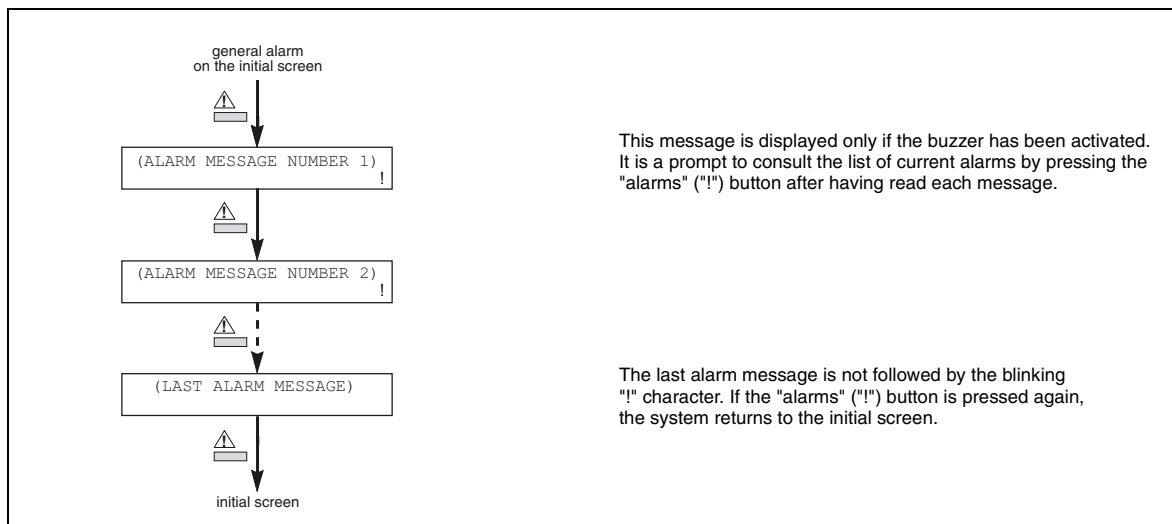 general alarm
on the initial screen
(ALARM MESSAGE NUMBER 1)
!
This message is displayed only if the buzzer has been activated.
It is a prompt to consult the list of current alarms by pressing the
"alarms" ("!") button after having read each message.
(ALARM MESSAGE NUMBER 2)
!
(LAST ALARM MESSAGE)
The last alarm message is not followed by the blinking
"!" character. If the "alarms" ("!") button is pressed again,
the system returns to the initial screen.
initial screen